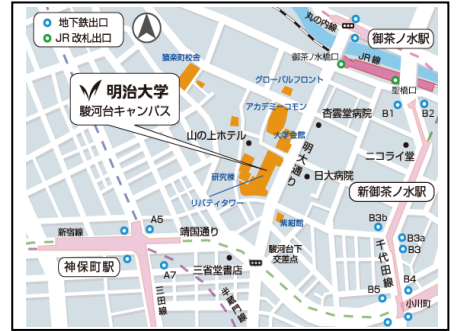 地下鉄出口
JR 改札出口
丸の内線
御茶ノ水駅
御茶ノ水橋口
JR線
聖橋口
猿楽町校舎
グローバルフロント
アカデミーコモン
明治大学
駿河台キャンパス
杏雲堂病院
B1
B2
大学会館
山の上ホテル
明大通り
ニコライ堂
研究棟
日大病院
新御茶ノ水駅
リバティタワー
紫紺館
新宿線
A5
靖国通り
B3b
B3a
B3
千代田線
駿河台下
交差点
神保町駅
A7
三省堂書店
三田線
半蔵門線
B4
B5
小川町